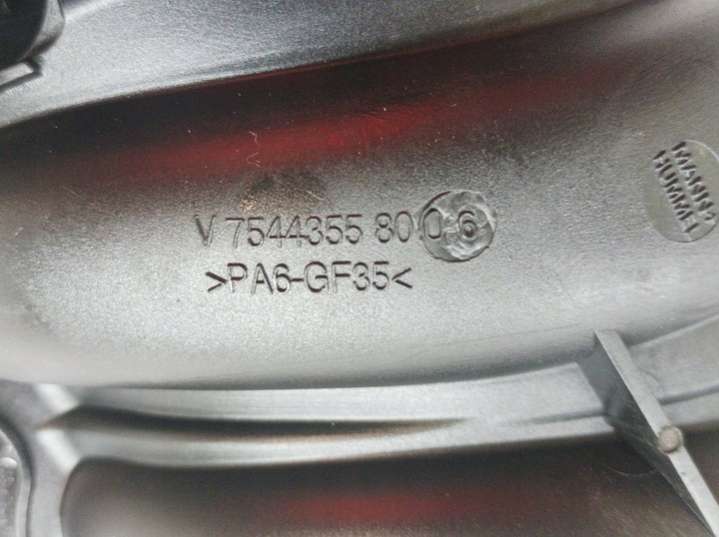 V 7544355 80 0 6
>PA6-GF35<
MANN+
HUMMEL